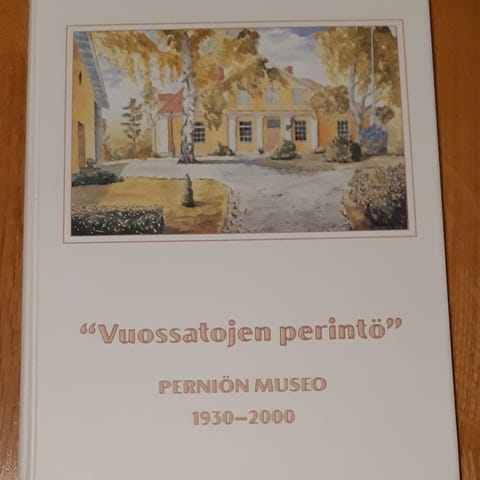 “Vuossatojen perintö”
PERNIÖN MUSEO
1930–2000